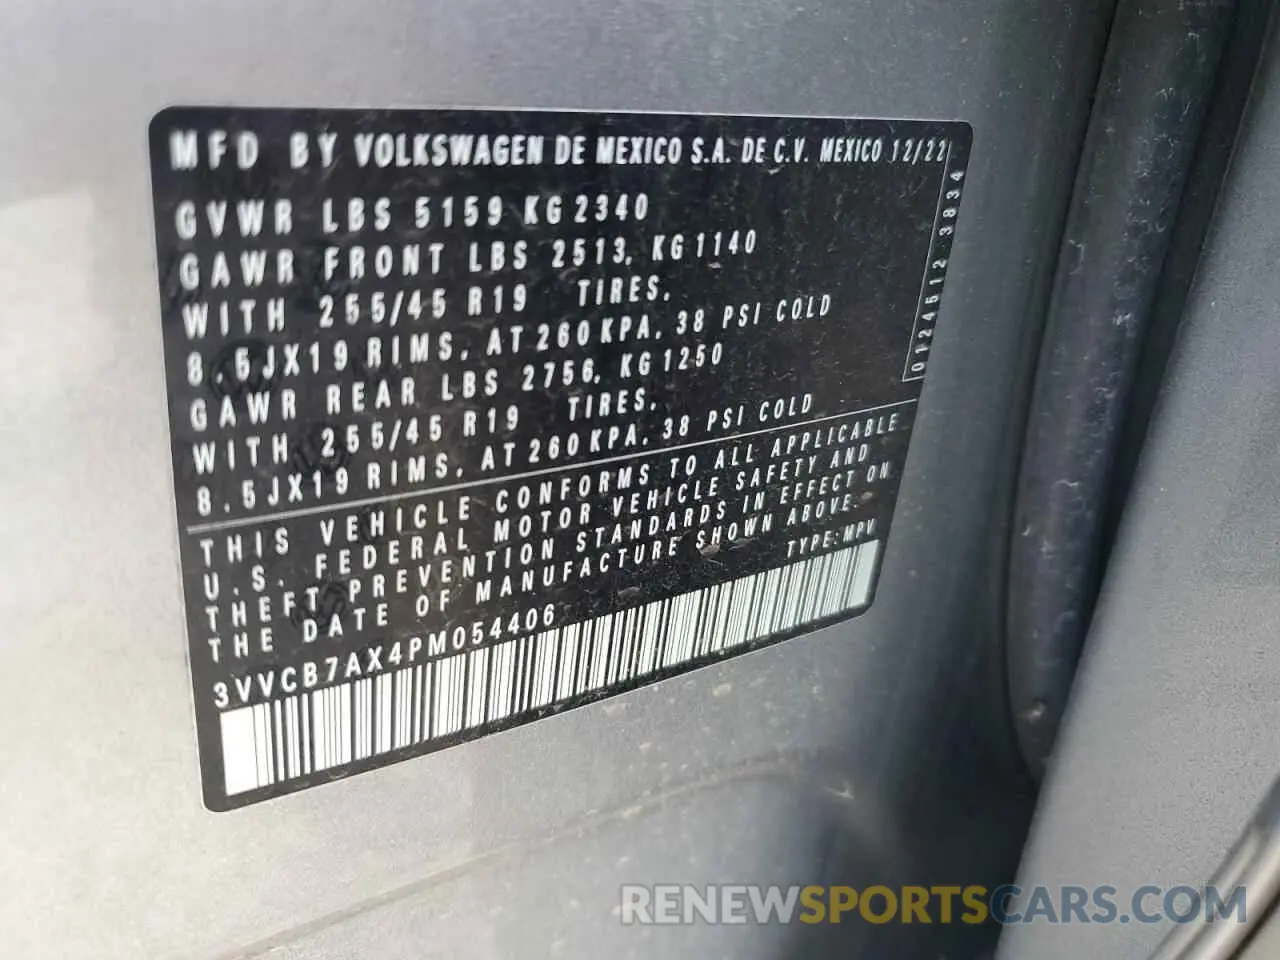 MFD BY VOLKSWAGEN DE MEXICO S.A. DE C.V. MEXICO 12/22
GVWR LBS 5159 KG 2340
GAWR FRONT LBS 2513, KG 1140
WITH 255/45 R19 TIRES,
8.5JX19 RIMS, AT 260 KPA, 38 PSI COLD
GAWR REAR LBS 2756, KG 1250
WITH 255/45 R19 TIRES,
8.5JX19 RIMS, AT 260 KPA, 38 PSI COLD
0124512 3834
THIS VEHICLE CONFORMS TO ALL APPLICABLE
U.S. FEDERAL MOTOR VEHICLE SAFETY AND
THEFT PREVENTION STANDARDS IN EFFECT ON
THE DATE OF MANUFACTURE SHOWN ABOVE.
TYPE: MPV
3VVCB7AX4PM054406
RENEWSPORTSCARS.COM